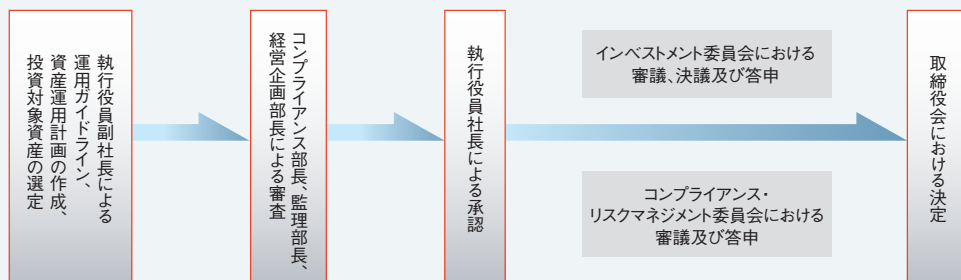 執行役員副社長による
運用ガイドライン、
資産運用計画の作成、
投資対象資産の選定
コンプライアンス部長、監理部長、
経営企画部長による審査
執行役員社長による承認
インベストメント委員会における
審議、決議及び答申
コンプライアンス・
リスクマネジメント委員会における
審議及び答申
取締役会における決定